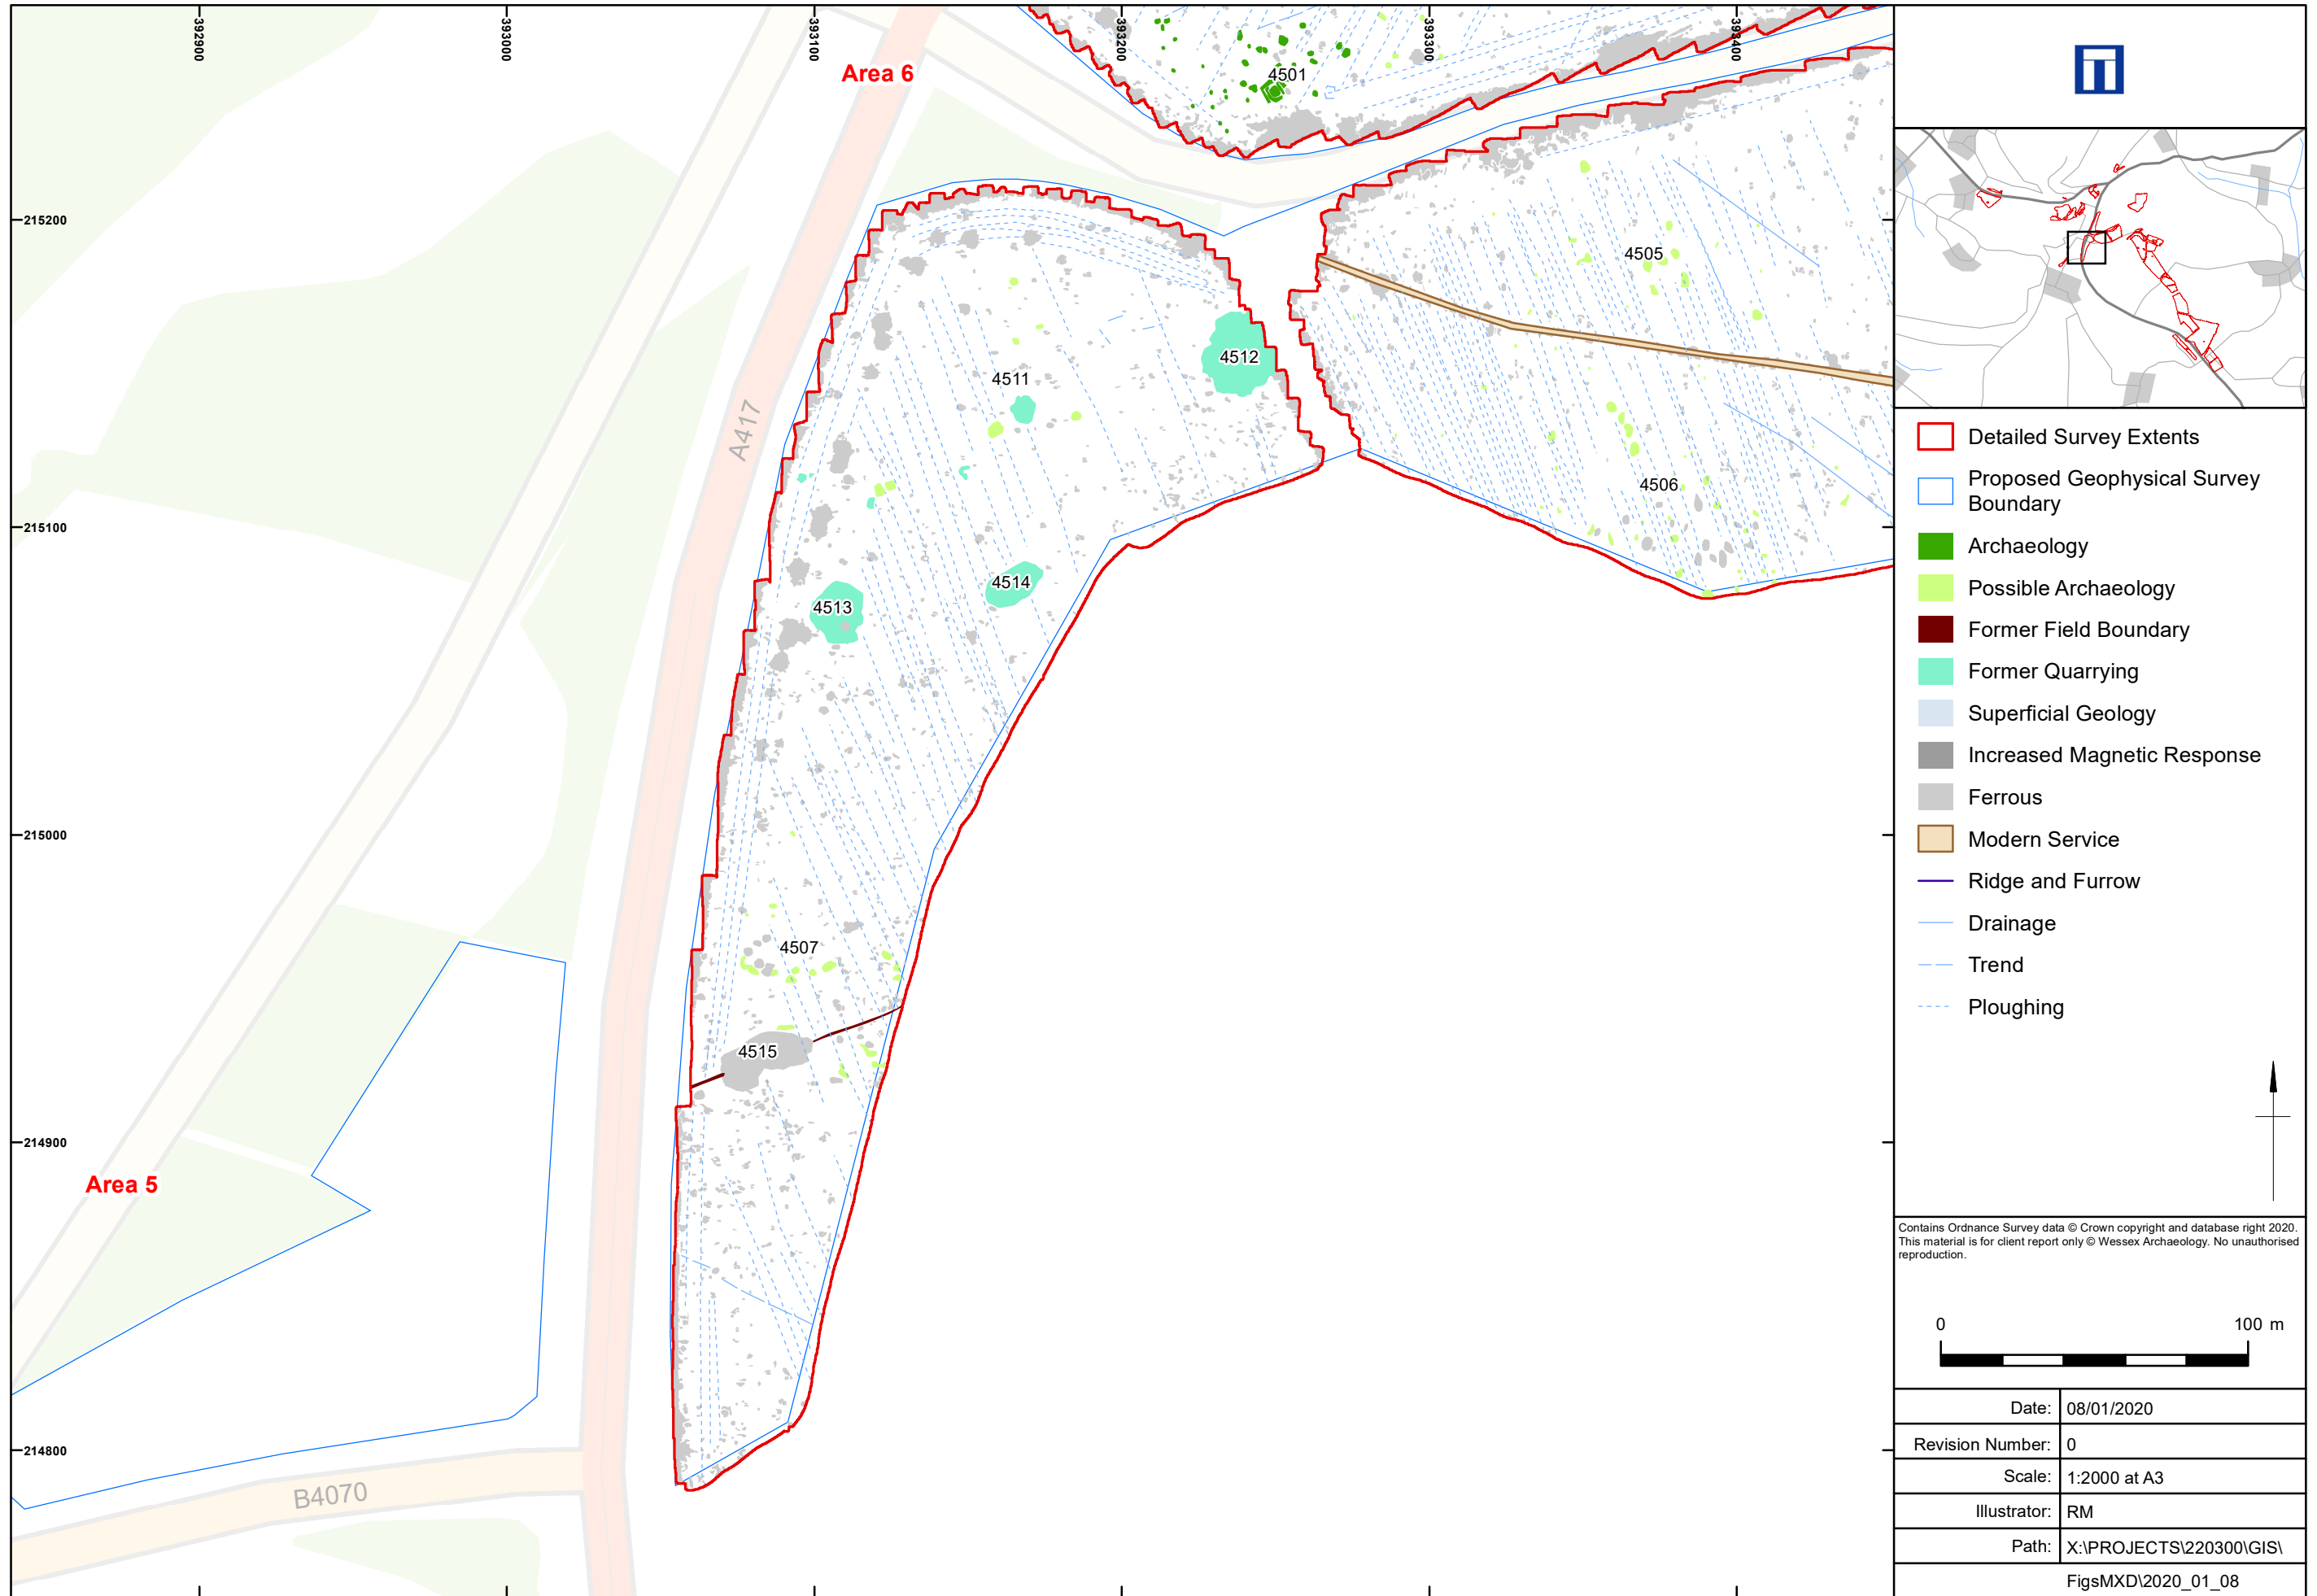 392900
393000
393100
393200
393300
393400
Area 6
4501
215200
4505
4512
4511
A417
4506
215100
4514
4513
215000
4507
4515
214900
Area 5
214800
B4070
Detailed Survey Extents
Proposed Geophysical Survey
Boundary
Archaeology
Possible Archaeology
Former Field Boundary
Former Quarrying
Superficial Geology
Increased Magnetic Response
Ferrous
Modern Service
Ridge and Furrow
Drainage
Trend
Ploughing
Contains Ordnance Survey data © Crown copyright and database right 2020.
This material is for client report only © Wessex Archaeology. No unauthorised
reproduction.
0 100 m
Date: 08/01/2020
Revision Number: 0
Scale: 1:2000 at A3
Illustrator: RM
Path: X:\PROJECTS\220300\GIS\
FigsMXD\2020_01_08